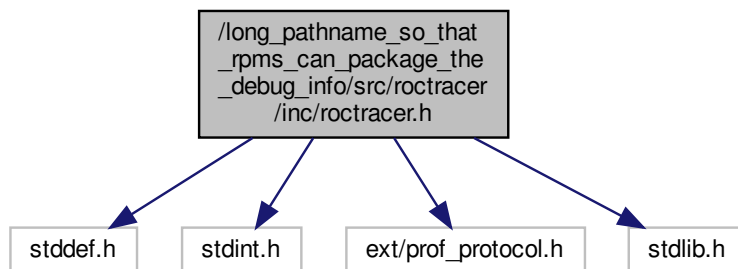 /long_pathname_so_that
_rpms_can_package_the
_debug_info/src/roctracer
/inc/roctracer.h
stddef.h
stdint.h
ext/prof_protocol.h
stdlib.h